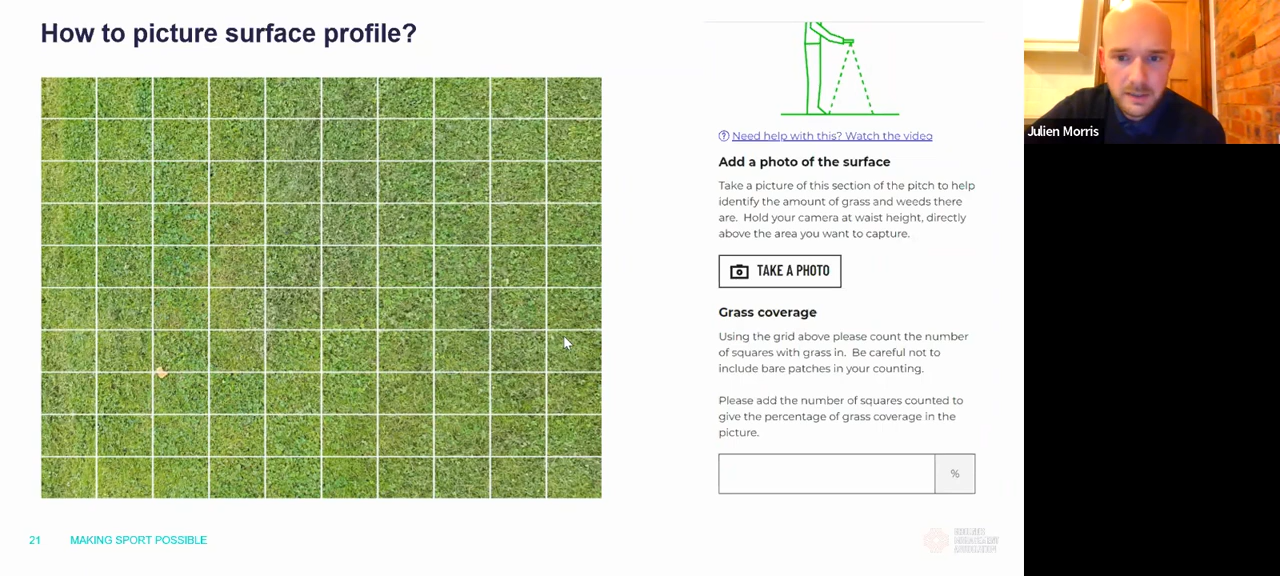 How to picture surface profile?
Need help with this? Watch the video
Add a photo of the surface
Take a picture of this section of the pitch to help
identify the amount of grass and weeds there
are. Hold your camera at waist height, directly
above the area you want to capture.
TAKE A PHOTO
Grass coverage
Using the grid above please count the number
of squares with grass in. Be careful not to
include bare patches in your counting.
Please add the number of squares counted to
give the percentage of grass coverage in the
picture.
%
21 MAKING SPORT POSSIBLE
GROUNDS
MANAGEMENT
ASSOCIATION
Julien Morris